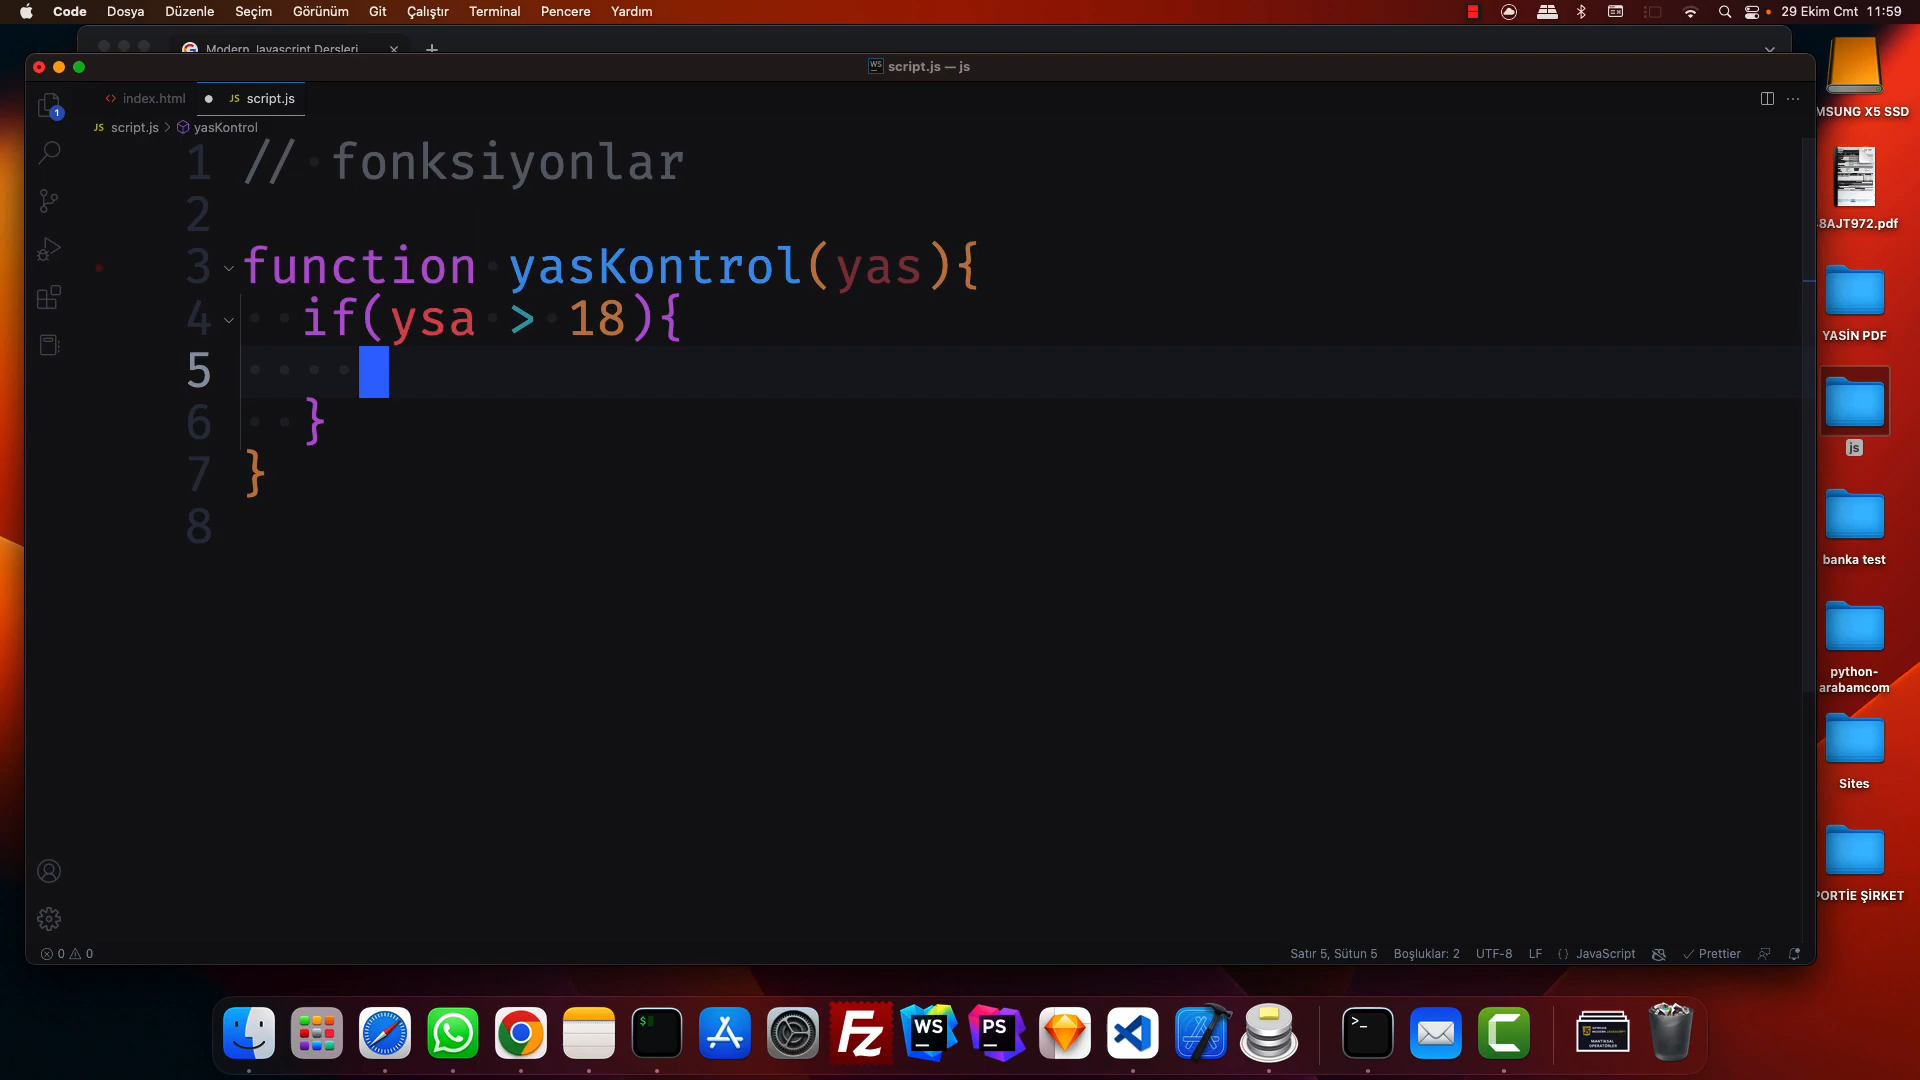 Code Dosya Düzenle Seçim Görünüm Git Çalıştır Terminal Pencere Yardım 29 Ekim Cmt 11:59
Modern Javascript Dersleri
script.js — js
index.html script.js
script.js > yasKontrol
1 // fonksiyonlar
2
3 function yasKontrol(yas){
4 if(ysa > 18){
5
6 }
7 }
8
0 0 Satır 5, Sütun 5 Boşluklar: 2 UTF-8 LF JavaScript Prettier
MSUNG X5 SSD
8AJT972.pdf
YASİN PDF
js
banka test
python-
arabamcom
Sites
PORTİE ŞİRKET
1
FZ WS PS